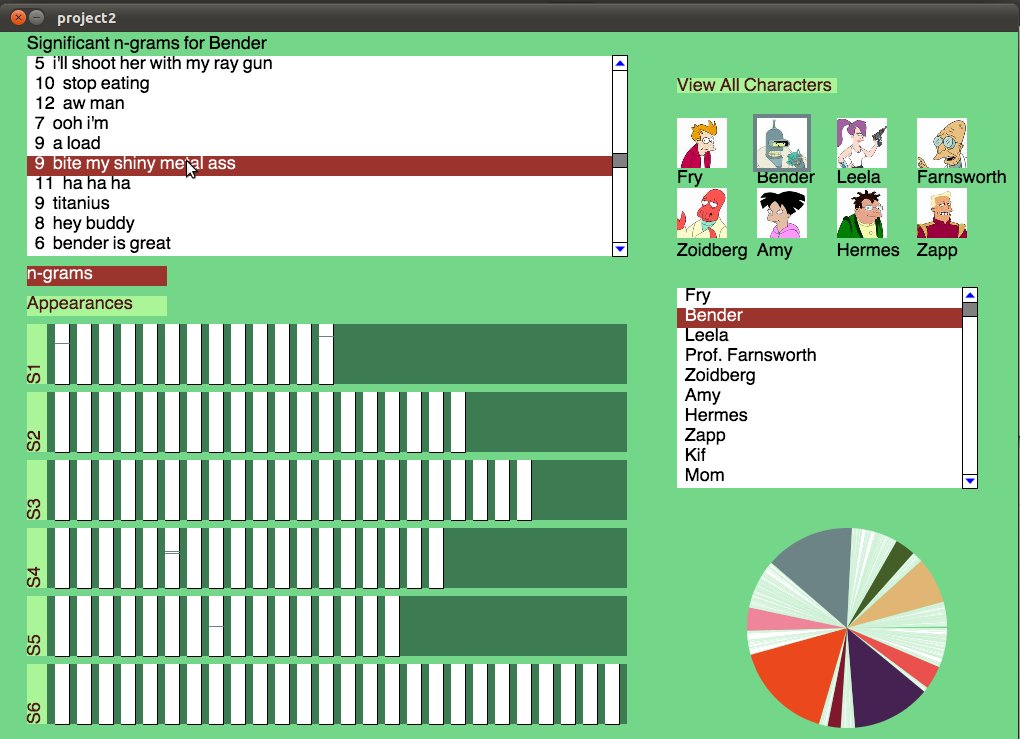 project2
Significant n-grams for Bender
5 i'll shoot her with my ray gun
10 stop eating
12 aw man
7 ooh i'm
9 a load
9 bite my shiny metal ass
11 ha ha ha
9 titanius
8 hey buddy
6 bender is great
n-grams
Appearances
S1
S2
S3
S4
S5
S6
View All Characters
Fry Bender Leela Farnsworth
Zoidberg Amy Hermes Zapp
Fry
Bender
Leela
Prof. Farnsworth
Zoidberg
Amy
Hermes
Zapp
Kif
Mom